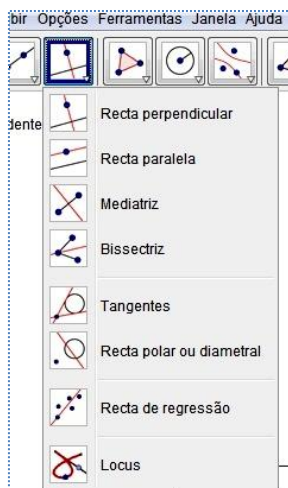 bir Opções Ferramentas Janela Ajuda
dente
Recta perpendicular
Recta paralela
Mediatriz
Bissectriz
Tangentes
Recta polar ou diametral
Recta de regressão
Locus